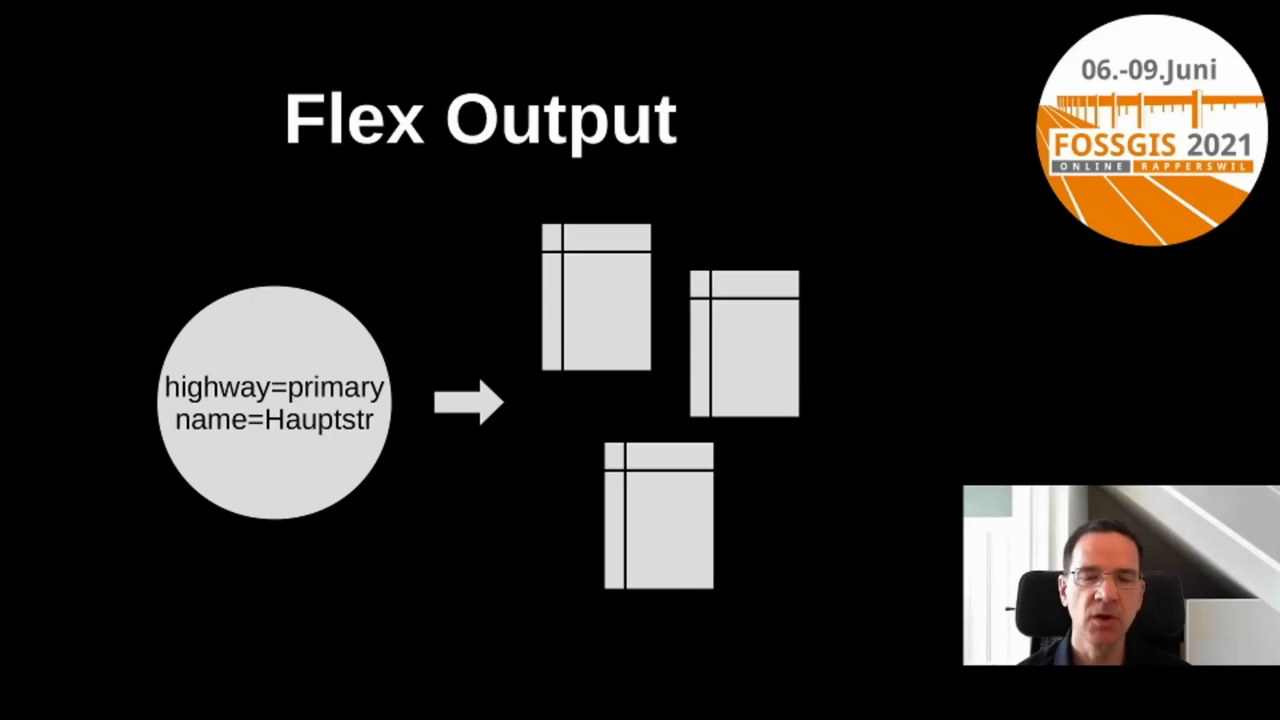 Flex Output
06.-09.Juni
FOSSGIS 2021
ONLINE RAPPERSWIL
highway=primary
name=Hauptstr